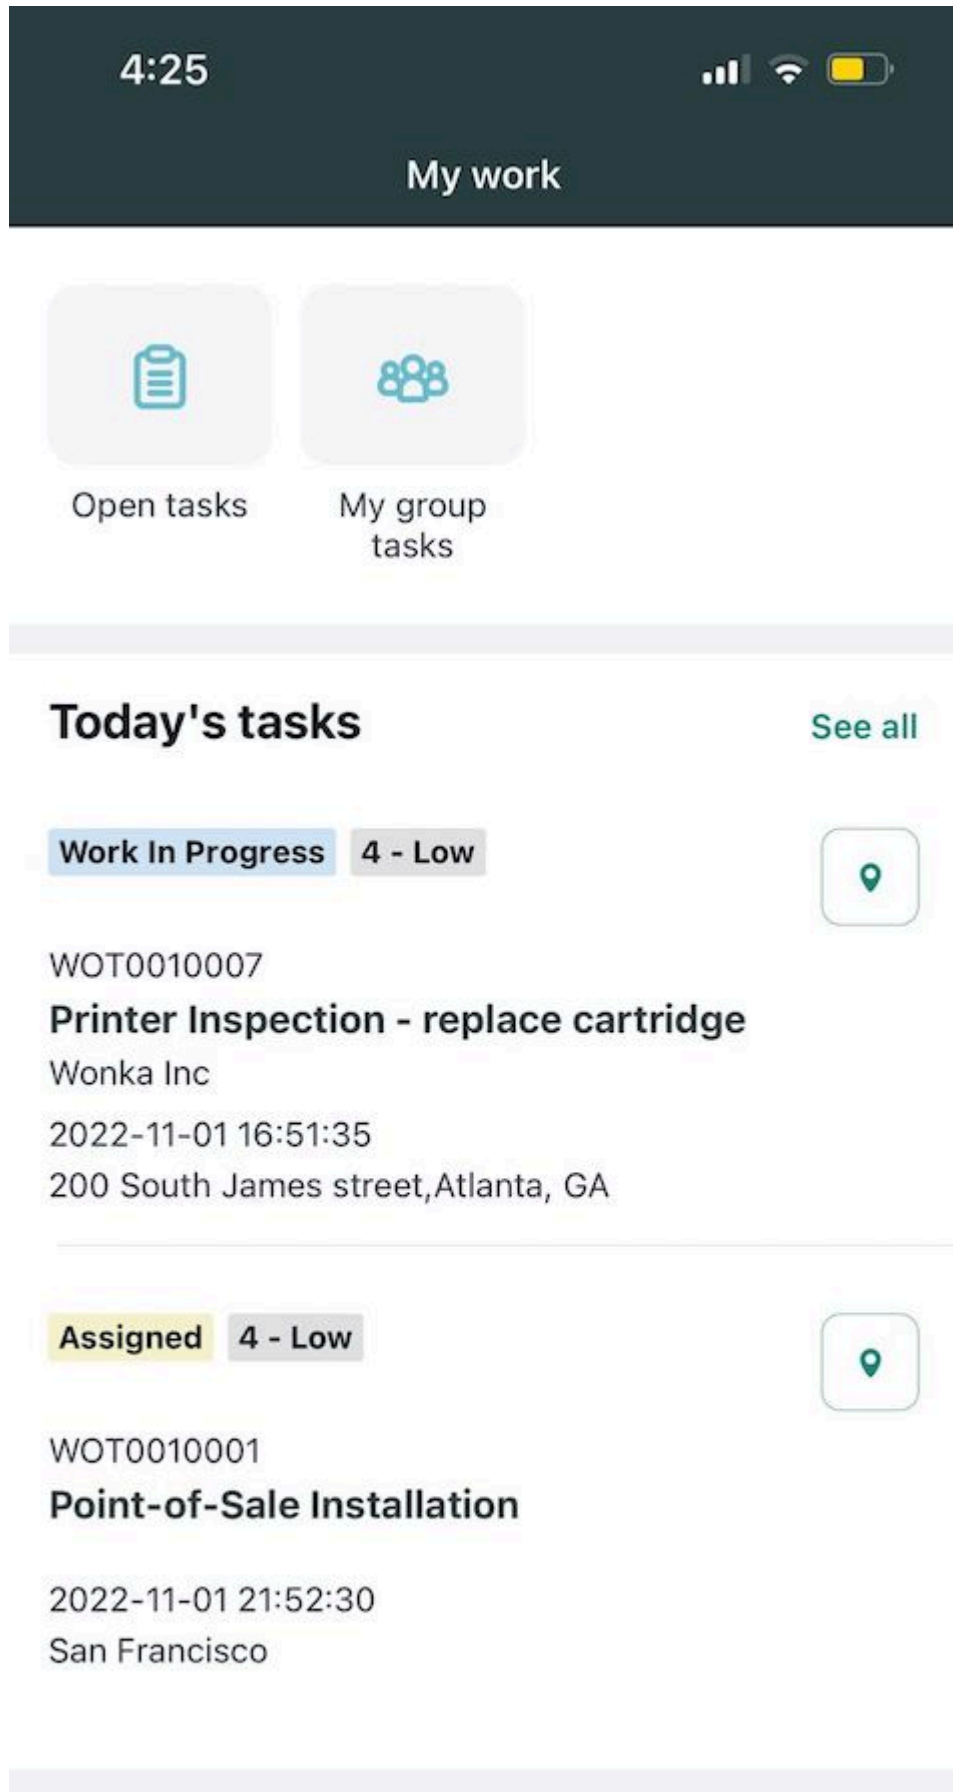 4:25
My work
Open tasks
My group
tasks
Today's tasks
See all
Work In Progress
4 - Low
WOT0010007
Printer Inspection - replace cartridge
Wonka Inc
2022-11-01 16:51:35
200 South James street,Atlanta, GA
Assigned
4 - Low
WOT0010001
Point-of-Sale Installation
2022-11-01 21:52:30
San Francisco